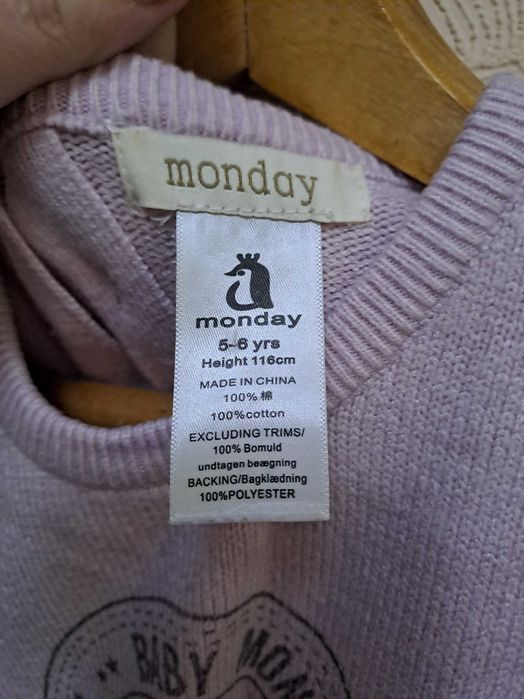 monday
monday
5-6 yrs
Height 116cm
MADE IN CHINA
100% 棉
100%cotton
EXCLUDING TRIMS/
100% Bomuld
undtagen beægning
BACKING/Bagklædning
100%POLYESTER
BABY